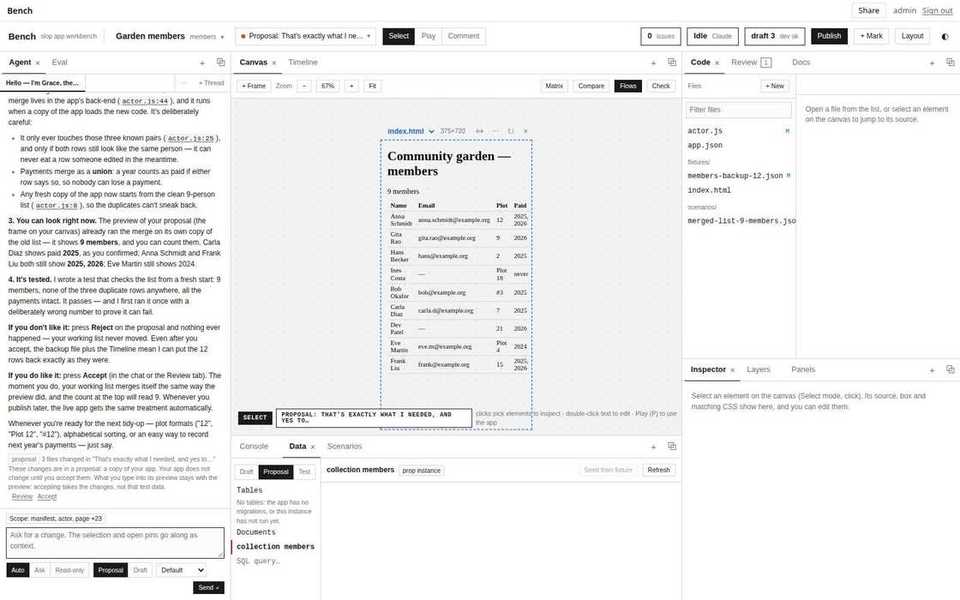 Bench
Share admin Sign out
Bench slop app workbench Garden members members Proposal: That's exactly what I ne... Select Play Comment 0 issues Idle Claude draft 3 dev ok Publish + Mark Layout
Agent × Eval +
Hello — I'm Grace, the... ... + Thread
merge lives in the app's back-end ( actor.js:44 ), and it runs
when a copy of the app loads the new code. It's deliberately
careful:
• It only ever touches those three known pairs ( actor.js:25 ),
and only if both rows still look like the same person — it can
never eat a row someone edited in the meantime.
• Payments merge as a union: a year counts as paid if either
row says so, so nobody can lose a payment.
• Any fresh copy of the app now starts from the clean 9-person
list ( actor.js:8 ), so the duplicates can't sneak back.
3. You can look right now. The preview of your proposal (the
frame on your canvas) already ran the merge on its own copy of
the old list — it shows 9 members, and you can count them. Carla
Diaz shows paid 2025, as you confirmed; Anna Schmidt and Frank
Liu both still show 2025, 2026; Eve Martin still shows 2024.
4. It's tested. I wrote a test that checks the list from a fresh start: 9
members, none of the three duplicate rows anywhere, all the
payments intact. It passes — and I first ran it once with a
deliberately wrong number to prove it can fail.
If you don't like it: press Reject on the proposal and nothing ever
happened — your working list never moved. Even after you
accept, the backup file plus the Timeline mean I can put the 12
rows back exactly as they were.
If you do like it: press Accept (in the chat or the Review tab). The
moment you do, your working list merges itself the same way the
preview did, and the count at the top will read 9. Whenever you
publish later, the live app gets the same treatment automatically.
Whenever you're ready for the next tidy-up — plot formats ("12",
"Plot 12", "#12"), alphabetical sorting, or an easy way to record
next year's payments — just say.
proposal 3 files changed in "That's exactly what I needed, and yes to..."
These changes are in a proposal: a copy of your app. Your app does not
change until you accept them. What you type into its preview stays with the
preview: accepting takes the changes, not that test data.
Review Accept
Scope: manifest, actor, page +23
Ask for a change. The selection and open pins go along as
context.
Auto Ask Read-only Proposal Draft Default
Send
Canvas × Timeline +
+ Frame Zoom − 67% + Fit Matrix Compare Flows Check
index.html 375×720 ... ×
Community garden —
members
9 members
Name Email Plot Paid
Anna Schmidt anna.schmidt@example.org 12 2025, 2026
Gita Rao gita.rao@example.org 9 2026
Hans Becker hans@example.org 2 2025
Ines Costa — Plot 18 never
Bob Okafor bob@example.org #3 2025
Carla Diaz carla.d@example.org 7 2025
Dev Patel — 21 2026
Eve Martin eve.m@example.org Plot 4 2024
Frank Liu frank@example.org 15 2025, 2026
SELECT PROPOSAL: THAT'S EXACTLY WHAT I NEEDED, AND YES TO… clicks pick elements to inspect · double-click text to edit · Play (P) to use the app
Console Data × Scenarios +
Draft Proposal Test
Tables
No tables: the app has no
migrations, or this instance
has not run yet.
Documents
collection members
SQL query…
collection members prop instance Seed from fixture Refresh
Code × Review 1 Docs +
Files + New
Filter files
actor.js M
app.json
fixtures/
members-backup-12.json M
index.html
scenarios/
merged-list-9-members.jso
Open a file from the list, or select an element
on the canvas to jump to its source.
Inspector × Layers Panels +
Select an element on the canvas (Select mode, click). Its source, box and
matching CSS show here, and you can edit them.